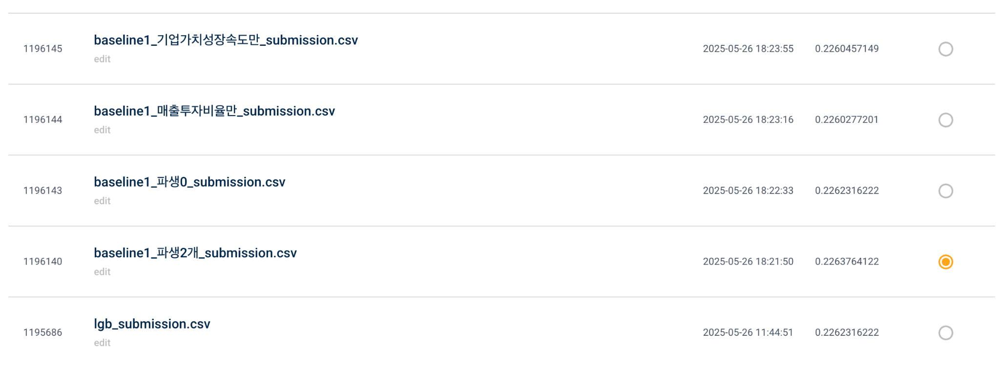 1196145
baseline1_기업가치성장속도만_submission.csv
edit
2025-05-26 18:23:55
0.2260457149
1196144
baseline1_매출투자비율만_submission.csv
edit
2025-05-26 18:23:16
0.2260277201
1196143
baseline1_파생0_submission.csv
edit
2025-05-26 18:22:33
0.2262316222
1196140
baseline1_파생2개_submission.csv
edit
2025-05-26 18:21:50
0.2263764122
1195686
lgb_submission.csv
edit
2025-05-26 11:44:51
0.2262316222